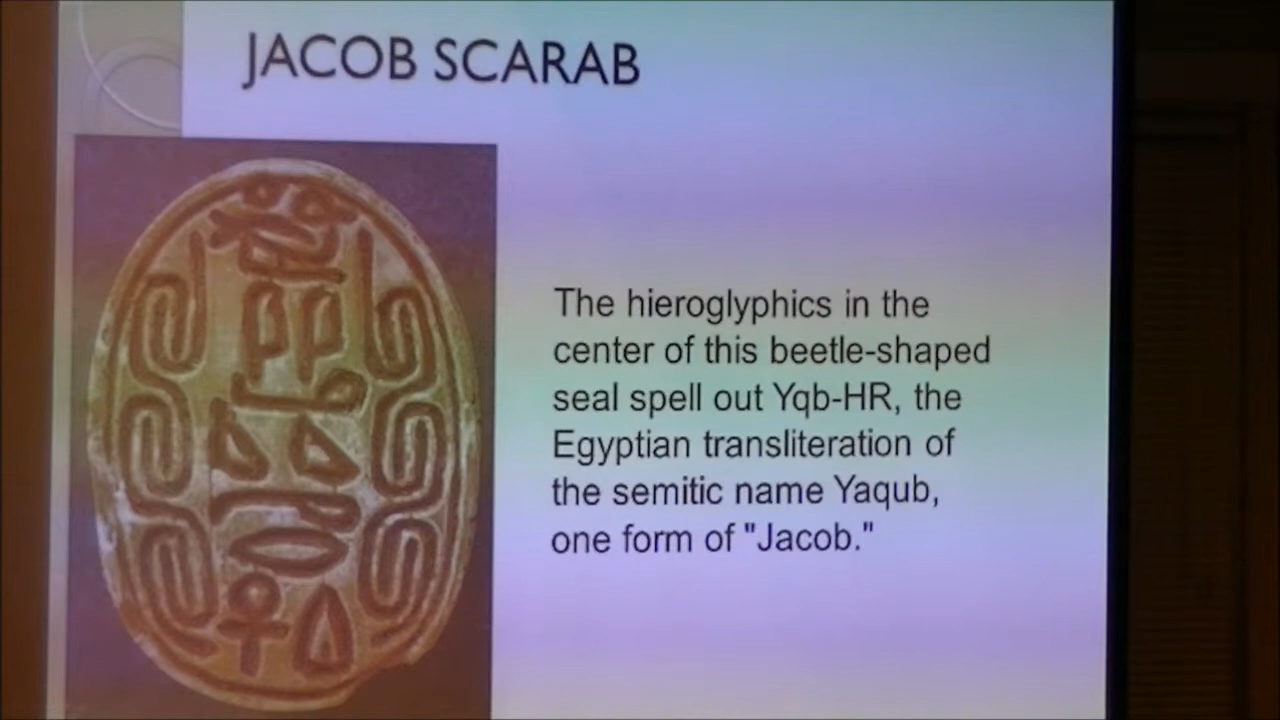 JACOB SCARAB
The hieroglyphics in the
center of this beetle-shaped
seal spell out Yqb-HR, the
Egyptian transliteration of
the semitic name Yaqub,
one form of "Jacob."